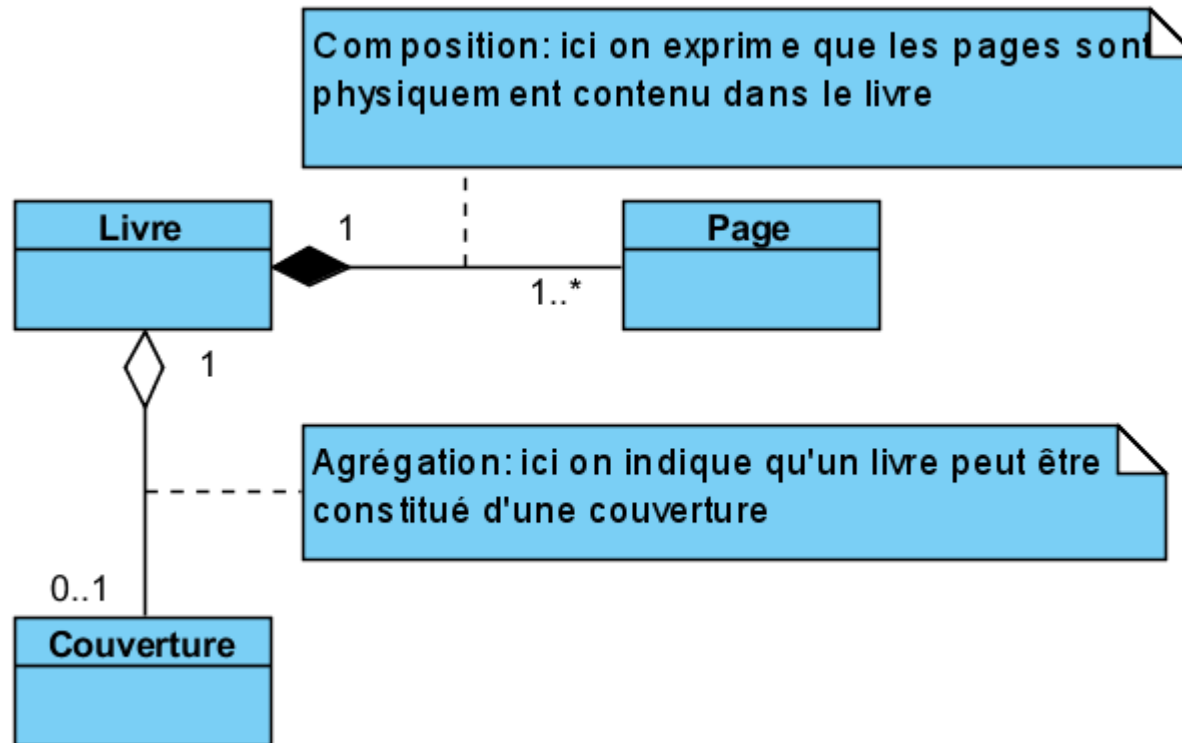 Composition: ici on exprime que les pages sont
physiquement contenu dans le livre
Livre
1
Page
1..*
1
Agrégation: ici on indique qu'un livre peut être
constitué d'une couverture
0..1
Couverture